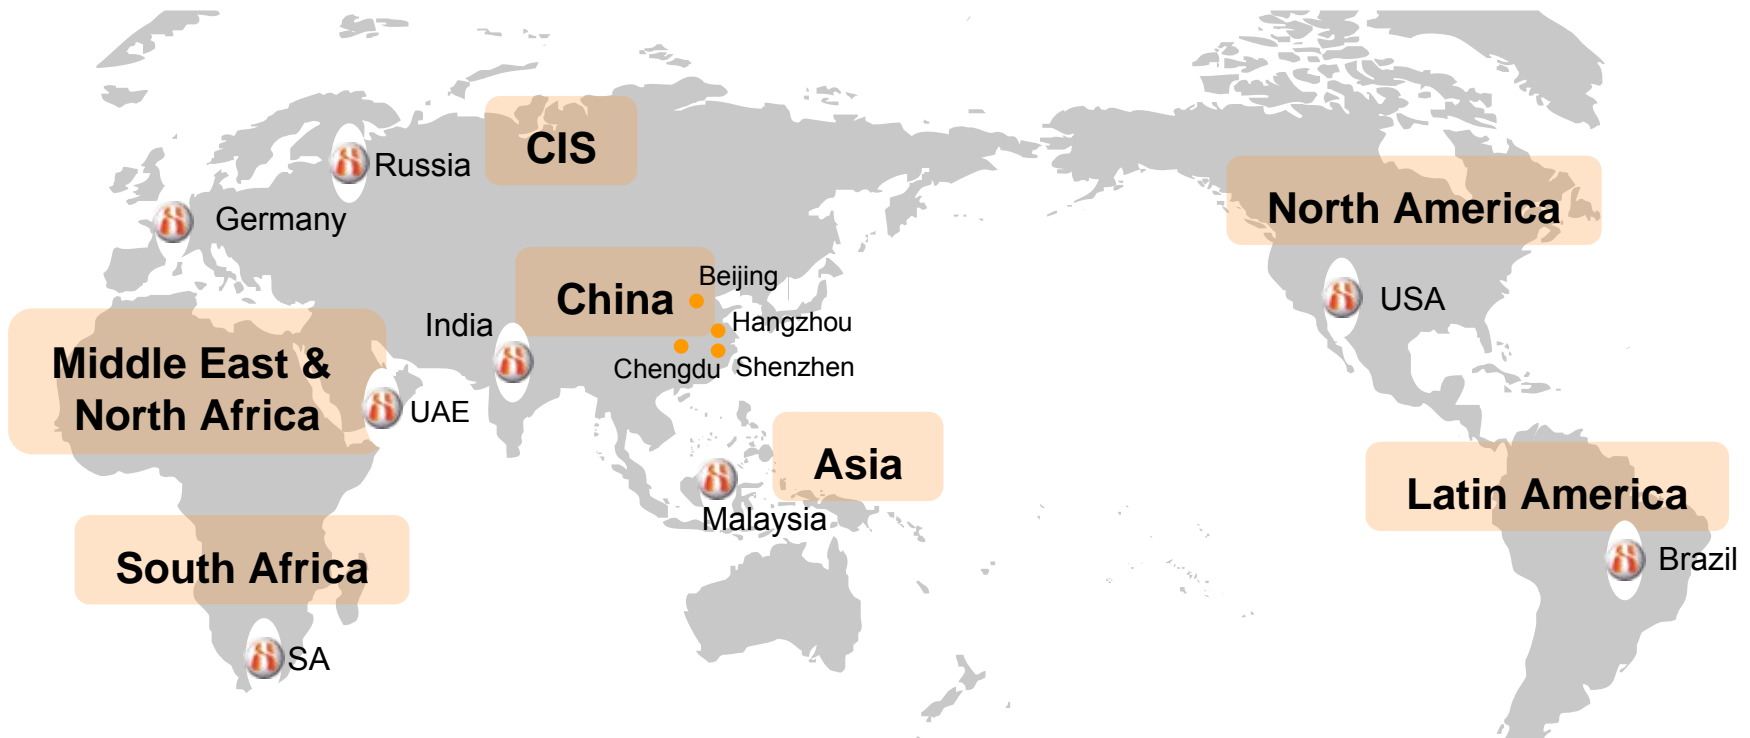 CIS
Russia
North America
Germany
Beijing
China
USA
Hangzhou
India
Middle East &
North Africa
Chengdu
Shenzhen
UAE
Asia
Latin America
Malaysia
South Africa
Brazil
SA